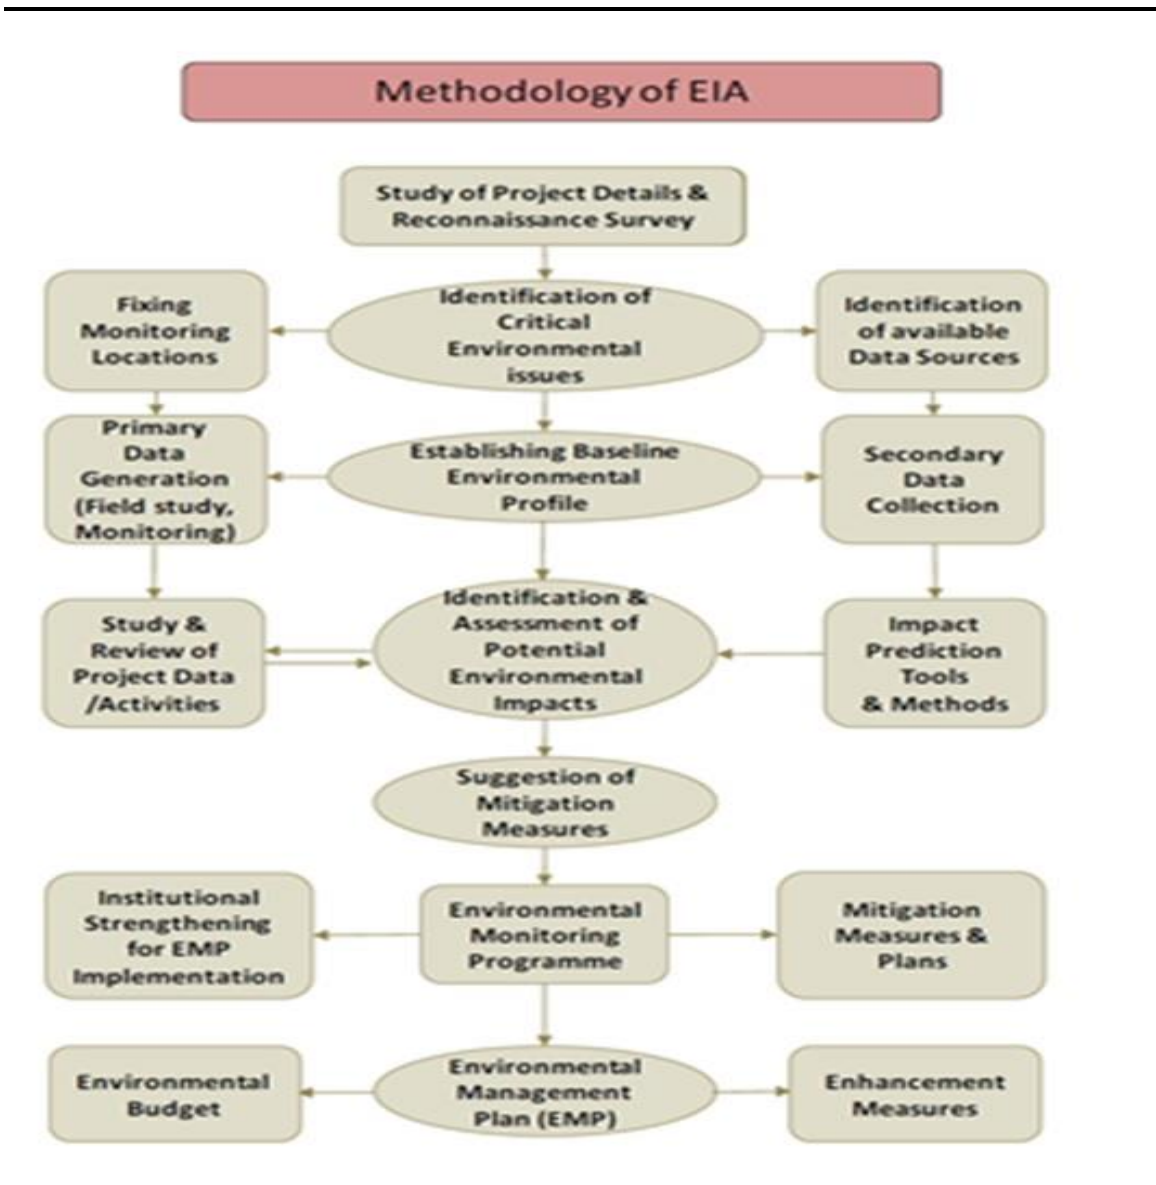 Methodology of EIA
Study of Project Details &
Reconnaissance Survey
Fixing
Monitoring
Locations
Identification of
Critical
Environmental
issues
Identification
of available
Data Sources
Primary
Data
Generation
(Field study,
Monitoring)
Establishing Baseline
Environmental
Profile
Secondary
Data
Collection
Study &
Review of
Project Data
/Activities
Identification &
Assessment of
Potential
Environmental
Impacts
Impact
Prediction
Tools
& Methods
Suggestion of
Mitigation
Measures
Institutional
Strengthening
for EMP
Implementation
Environmental
Monitoring
Programme
Mitigation
Measures &
Plans
Environmental
Budget
Environmental
Management
Plan (EMP)
Enhancement
Measures